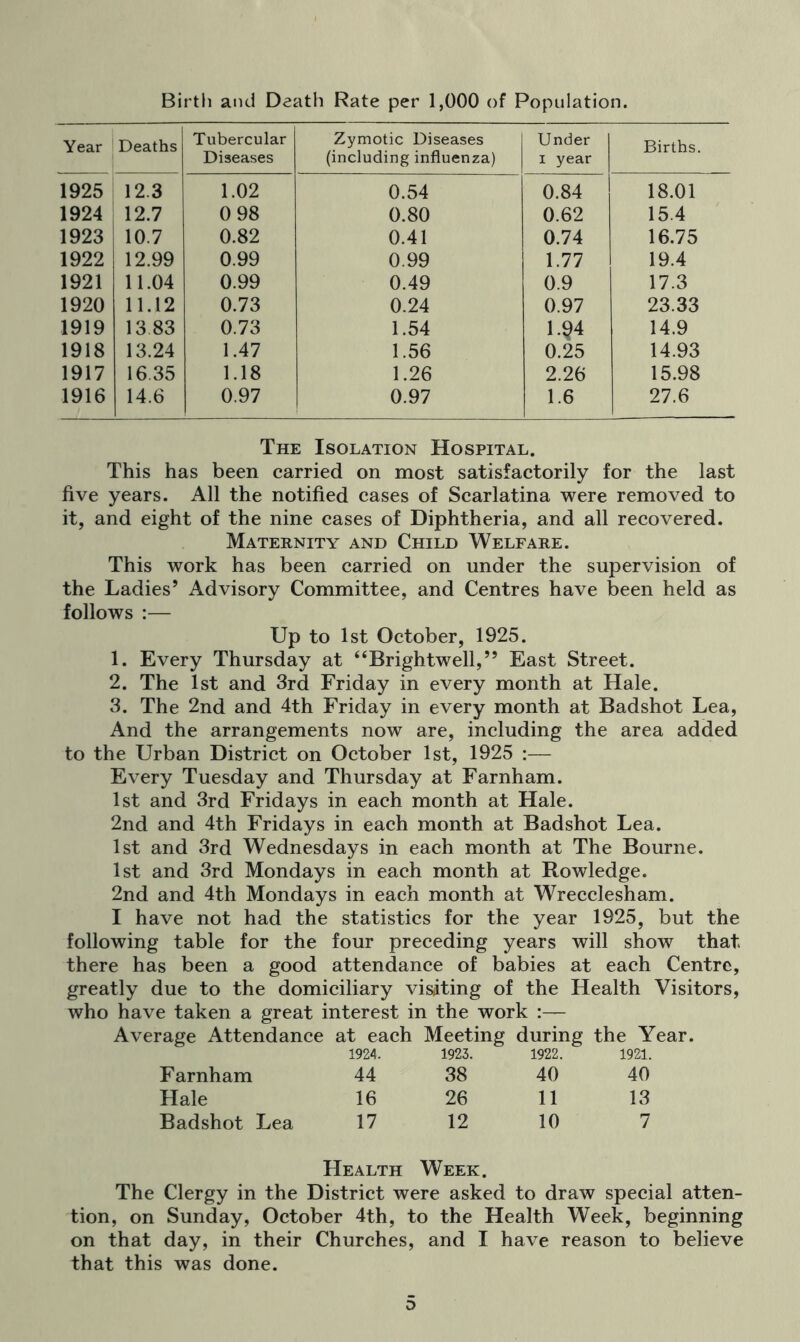 Birth and Death Rate per 1,000 of Population.
Year Deaths Tubercular Diseases Zymotic Diseases (including influenza) Under 1 year Births.
1925 12.3 1.02 0.54 0.84 18.01
1924 12.7 0 98 0.80 0.62 15.4
1923 10.7 0.82 0.41 0.74 16.75
1922 12.99 0.99 0.99 1.77 19.4
1921 11.04 0.99 0.49 0.9 17.3
1920 11.12 0.73 0.24 0.97 23.33
1919 13 83 0.73 1.54 1.94 14.9
1918 13.24 1.47 1.56 0.25 14.93
1917 16.35 1.18 1.26 2.26 15.98
1916 14.6 0.97 0.97 1.6 27.6
The Isolation Hospital.
This has been carried on most satisfactorily for the last
five years. All the notified cases of Scarlatina were removed to
it, and eight of the nine cases of Diphtheria, and all recovered.
Maternity and Child Welfare.
This work has been carried on under the supervision of
the Ladies' Advisory Committee, and Centres have been held as
follows :—
Up to 1st October, 1925.
1. Every Thursday at “Brightwell,” East Street.
2. The 1st and 3rd Friday in every month at Hale.
3. The 2nd and 4th Friday in every month at Badshot Lea,
And the arrangements now are, including the area added
to the Urban District on October 1st, 1925 :—
Every Tuesday and Thursday at Farnham.
1st and 3rd Fridays in each month at Hale.
2nd and 4th Fridays in each month at Badshot Lea.
1st and 3rd Wednesdays in each month at The Bourne.
1st and 3rd Mondays in each month at Rowledge.
2nd and 4th Mondays in each month at Wrecclesham.
I have not had the statistics for the year 1925, but the
following table for the four preceding years will show that
there has been a good attendance of babies at each Centre,
greatly due to the domiciliary visiting of the Health Visitors,
who have taken a great interest in the work :—
Average Attendance at each Meeting during the Year.
1924. 1923. 1922. 1921.
Farnham 44 38 40 40
Hale 16 26 11 13
Badshot Lea 17 12 10 7
Health Week.
The Clergy in the District were asked to draw special atten-
tion, on Sunday, October 4th, to the Health Week, beginning
on that day, in their Churches, and I have reason to believe
that this was done.
5